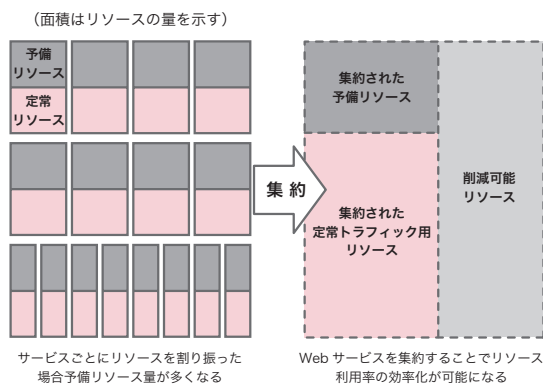 （面積はリソースの量を示す）
予備
リソース
定常
リソース
集約
集約された
予備リソース
集約された
定常トラフィック用
リソース
削減可能
リソース
サービスごとにリソースを割り振った
場合予備リソース量が多くなる
Web サービスを集約することでリソース
利用率の効率化が可能になる